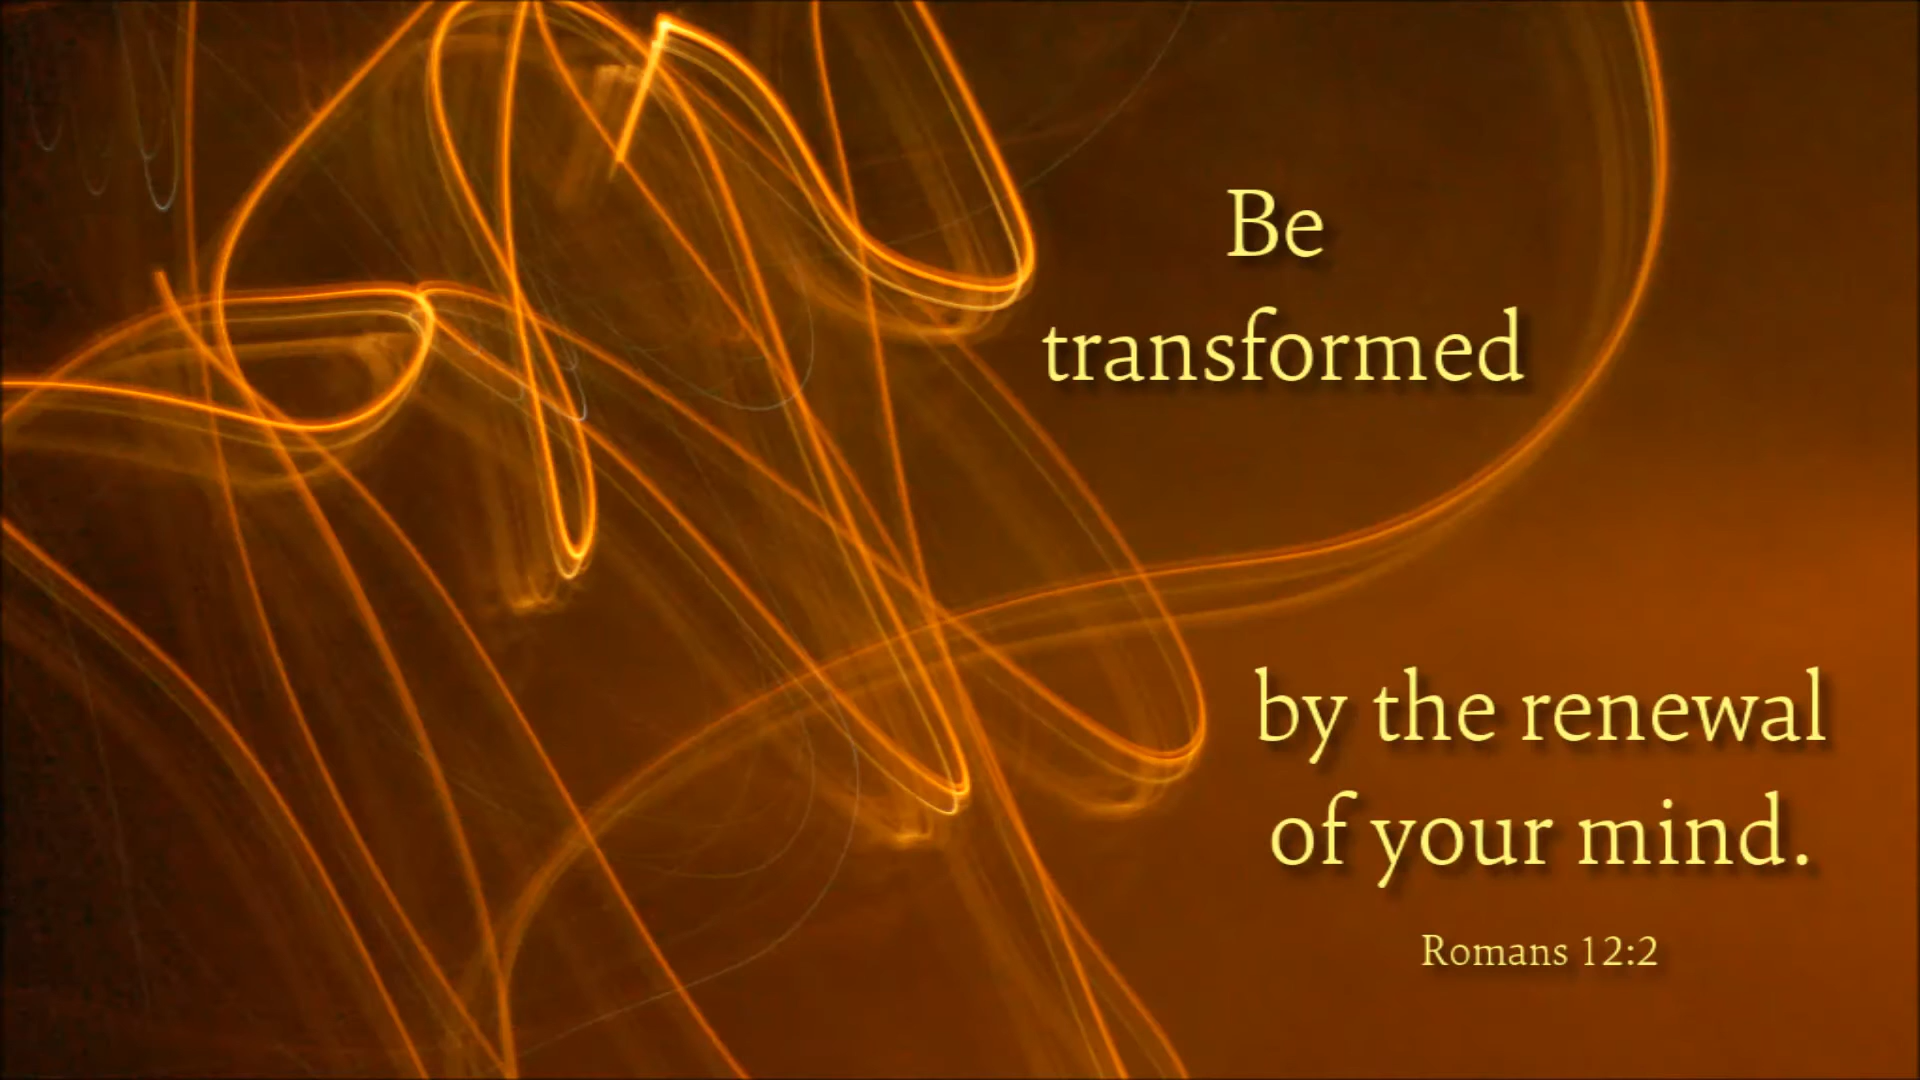 Be
transformed
by the renewal
of your mind.
Romans 12:2